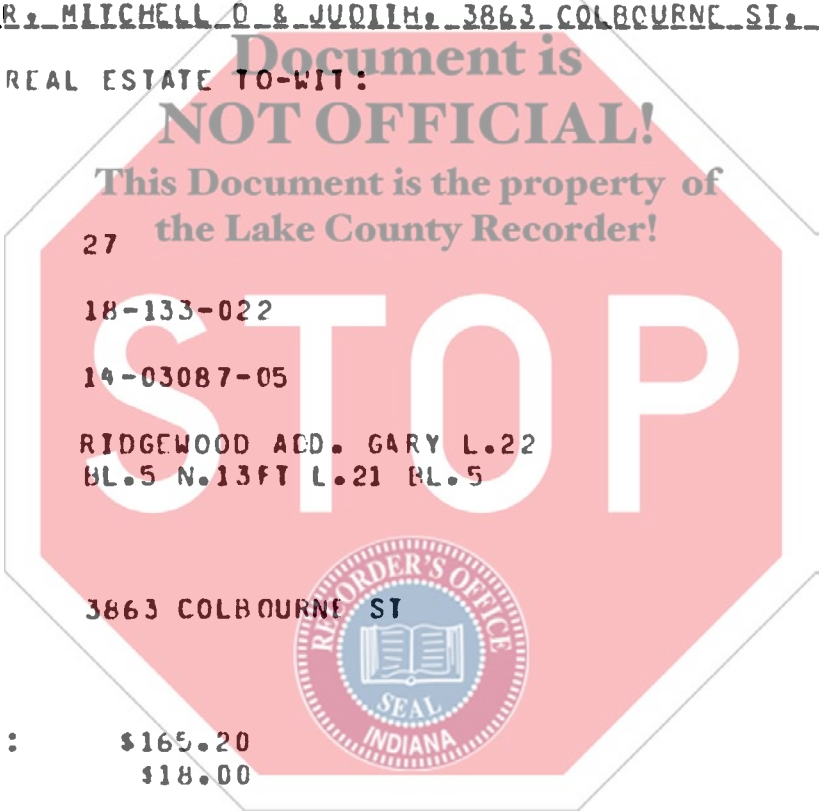 R, MITCHELL D & JUDITH, 3863 COLBOURNE ST,
Document is
REAL ESTATE TO-WIT:
NOT OFFICIAL!
This Document is the property of
the Lake County Recorder!
27
18-133-022
STOP
14-03087-05
RIDGEWOOD ADD. GARY L.22
BL.5 N.13FT L.21 BL.5
3863 COLBOURNE ST
RECORDER'S OFFICE
SEAL
INDIANA
: $165.20
$18.00